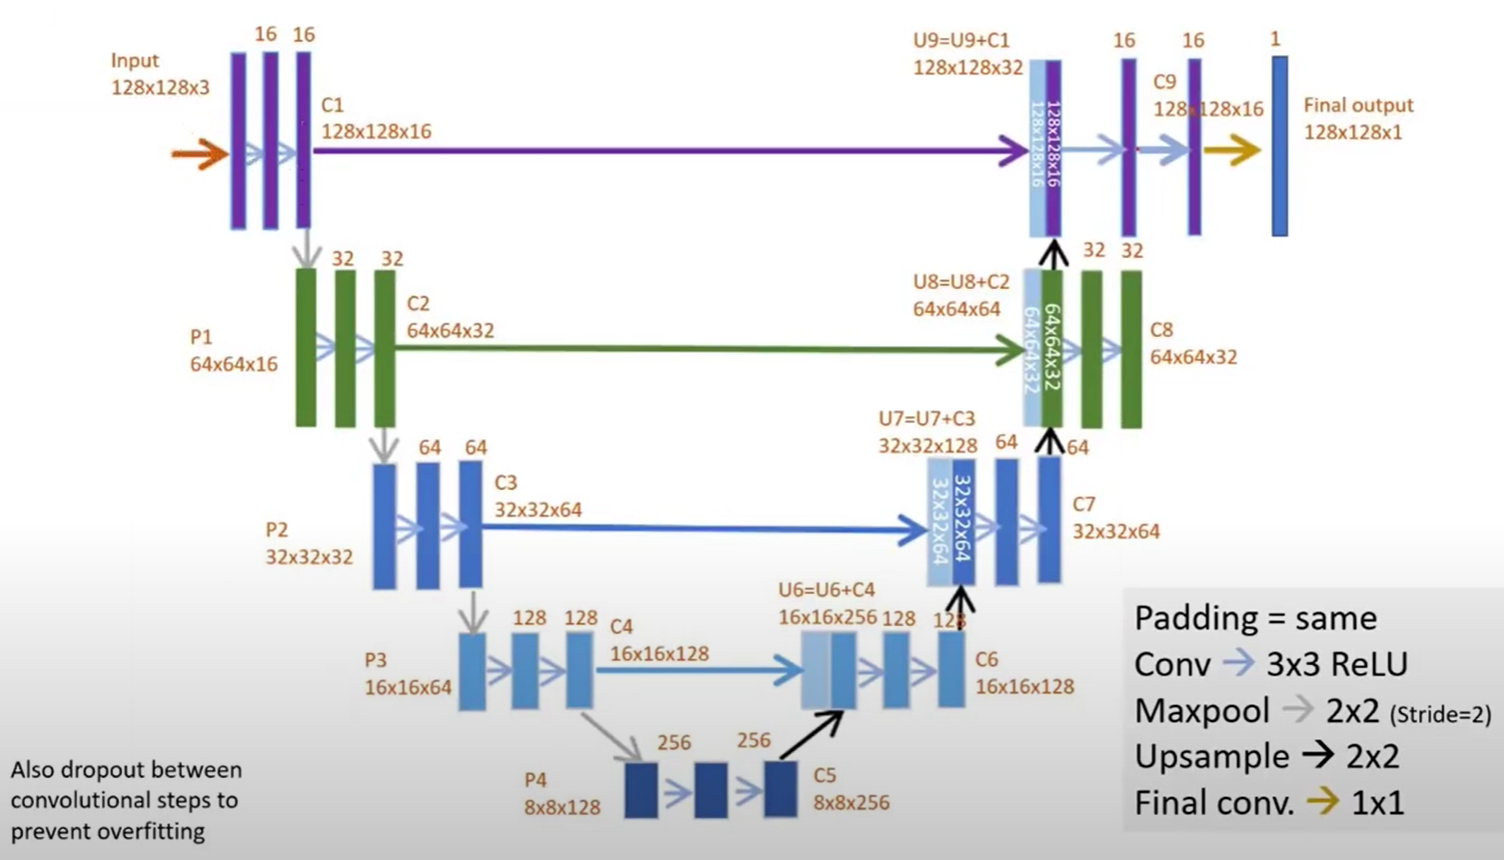 Input
128x128x3
16
16
C1
128x128x16
U9=U9+C1
128x128x32
128x128x16
128x128x16
16
C9
128x128x16
16
1
Final output
128x128x1
P1
64x64x16
32
32
C2
64x64x32
U8=U8+C2
64x64x64
64x64x32
64x64x32
32
32
C8
64x64x32
P2
32x32x32
64
64
C3
32x32x64
U7=U7+C3
32x32x128
32x32x64
32x32x64
64
64
C7
32x32x64
P3
16x16x64
128
128
C4
16x16x128
U6=U6+C4
16x16x256
128
128
C6
16x16x128
P4
8x8x128
256
256
C5
8x8x256
Also dropout between
convolutional steps to
prevent overfitting
Padding = same
Conv → 3x3 ReLU
Maxpool → 2x2 (Stride=2)
Upsample → 2x2
Final conv. → 1x1